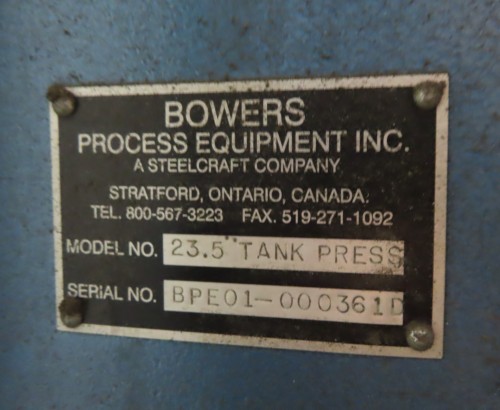 BOWERS
PROCESS EQUIPMENT INC.
A STEELCRAFT COMPANY
STRATFORD, ONTARIO, CANADA.
TEL. 800-567-3223 FAX. 519-271-1092
MODEL NO. 23.5" TANK PRESS
SERIAL NO. BPE01-000361D